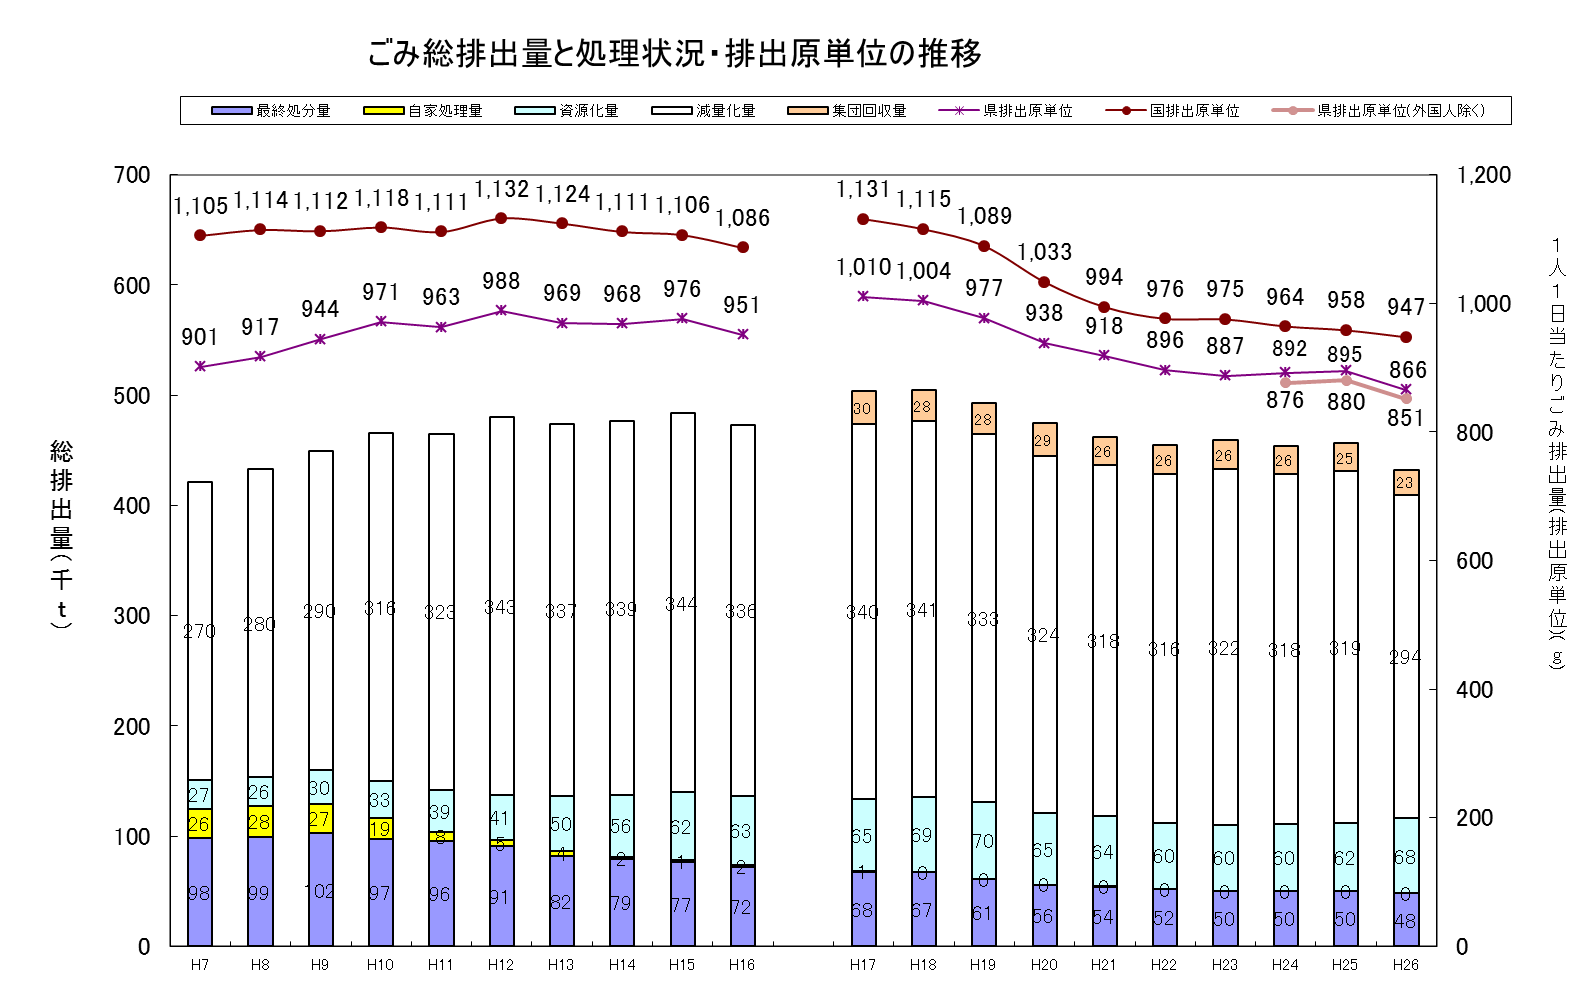 ごみ総排出量と処理状況・排出原単位の推移
最終処分量 自家処理量 資源化量 減量化量 集団回収量 県排出原単位 国排出原単位 県排出原単位(外国人除く)
総排出量(千t)
700
600
500
400
300
200
100
0
1,105 1,114 1,112 1,118 1,111 1,132 1,124 1,111 1,106 1,086 1,131 1,115 1,089 1,033 994 976 975 964 958 947
901 917 944 971 963 988 969 968 976 951 1,010 1,004 977 938 918 896 887 892 895 866
876 880 851
30 28 28 29 26 26 26 26 25 23
270 280 290 316 323 343 337 339 344 336 340 341 333 324 318 316 322 318 319 294
27 26 30 33 39 41 50 56 62 63 65 69 70 65 64 60 60 60 62 68
26 28 27 19 8 5 4 2 1 2 1 0 0 0 0 0 0 0 0 0
98 99 102 97 96 91 82 79 77 72 68 67 61 56 54 52 50 50 50 48
H7 H8 H9 H10 H11 H12 H13 H14 H15 H16 H17 H18 H19 H20 H21 H22 H23 H24 H25 H26
1,200
1,000
800
600
400
200
0
1人1日当たりごみ排出量(排出原単位)(g)